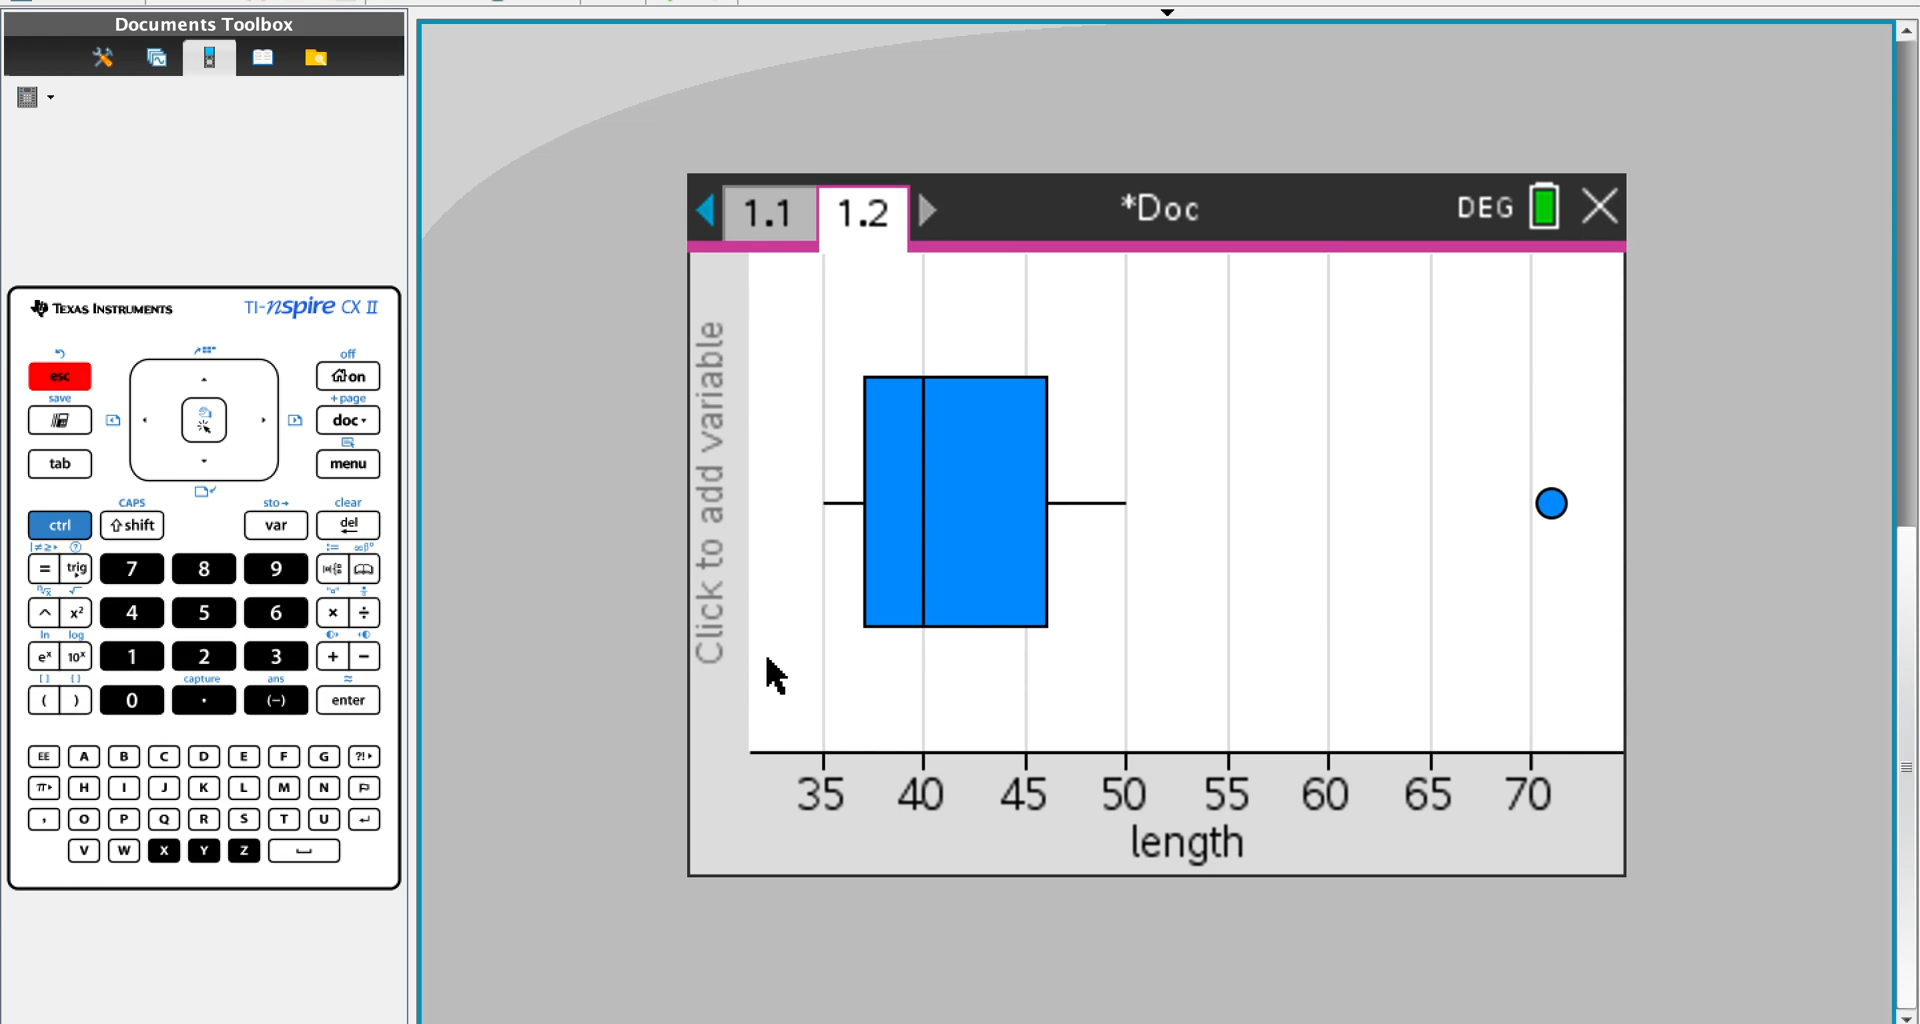 Documents Toolbox
TEXAS INSTRUMENTS TI-nspire CX II
off
esc on
save + page
doc
tab menu
CAPS sto→ clear
ctrl shift var del
= trig 7 8 9
^ x² 4 5 6 × ÷
ln log
eˣ 10ˣ 1 2 3 + −
[ ] [ ] capture ans ≈
( ) 0 . (−) enter
EE A B C D E F G ?!▸
π▸ H I J K L M N
, O P Q R S T U ↵
V W X Y Z
1.1 1.2 *Doc DEG
Click to add variable
35 40 45 50 55 60 65 70
length